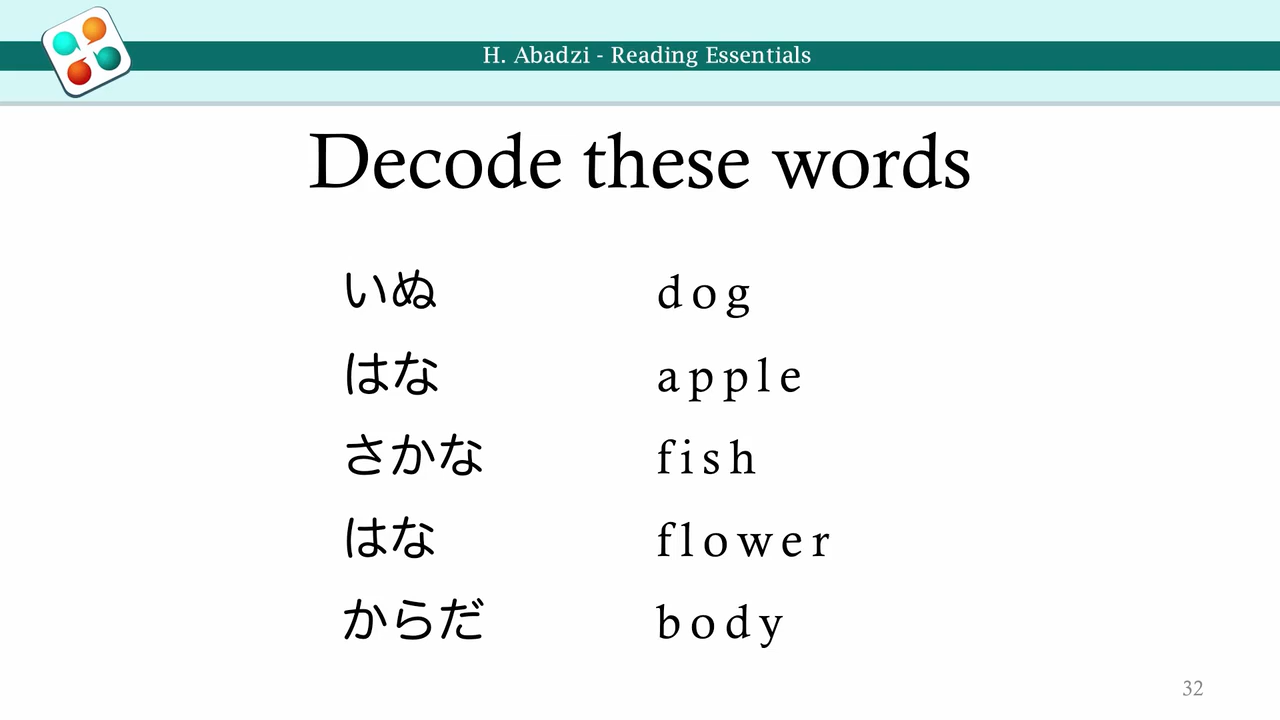 H. Abadzi - Reading Essentials
Decode these words
いぬ dog
はな apple
さかな fish
はな flower
からだ body
32